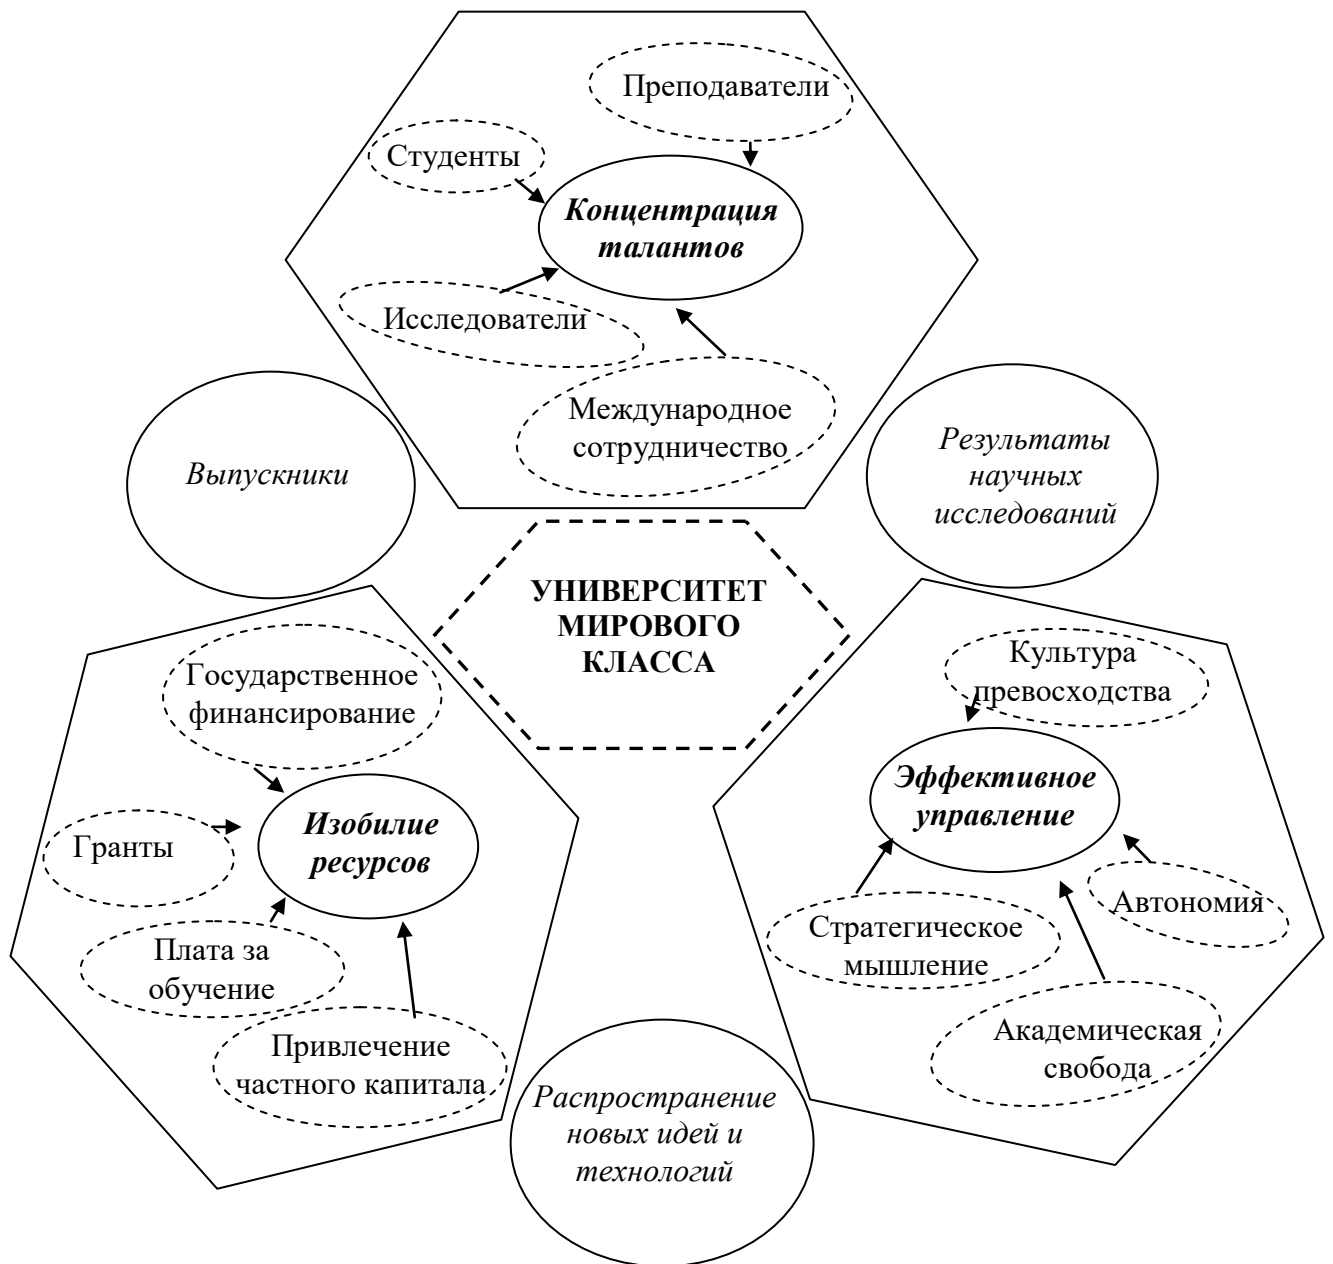 Преподаватели
Студенты
Концентрация
талантов
Исследователи
Международное
сотрудничество
Выпускники
Результаты
научных
исследований
УНИВЕРСИТЕТ
МИРОВОГО
КЛАССА
Государственное
финансирование
Гранты
Изобилие
ресурсов
Плата за
обучение
Привлечение
частного капитала
Культура
превосходства
Эффективное
управление
Автономия
Стратегическое
мышление
Академическая
свобода
Распространение
новых идей и
технологий